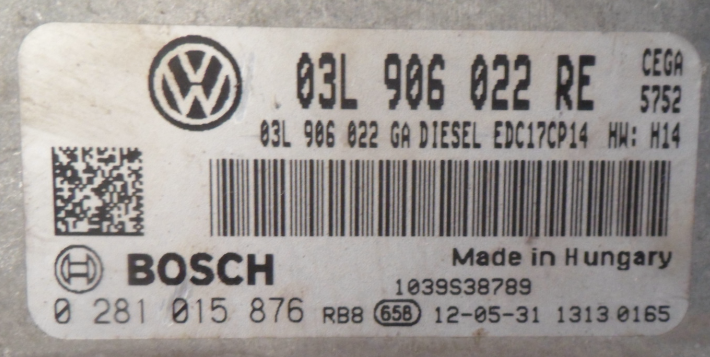 VW 03L 906 022 RE CEGA
5752
03L 906 022 GA DIESEL EDC17CP14 HW: H14
BOSCH Made in Hungary
1039S38789
0 281 015 876 RB8 658 12-05-31 1313 0165